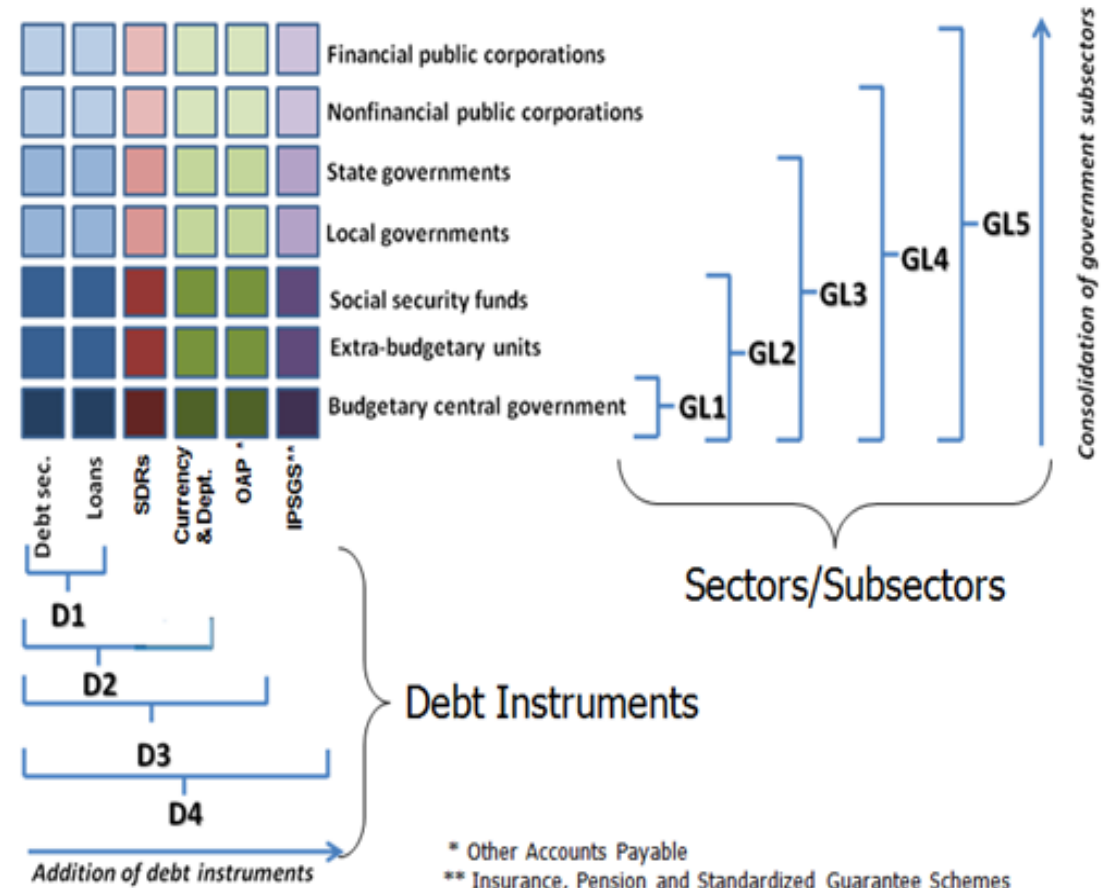 Financial public corporations
Nonfinancial public corporations
State governments
Local governments
Social security funds
Extra-budgetary units
Budgetary central government
GL1
GL2
GL3
GL4
GL5
Consolidation of government subsectors
Debt sec.
Loans
SDRs
Currency
& Dept.
OAP *
IPSGS**
Sectors/Subsectors
D1
D2
D3
D4
Debt Instruments
Addition of debt instruments
* Other Accounts Payable
** Insurance, Pension and Standardized Guarantee Schemes